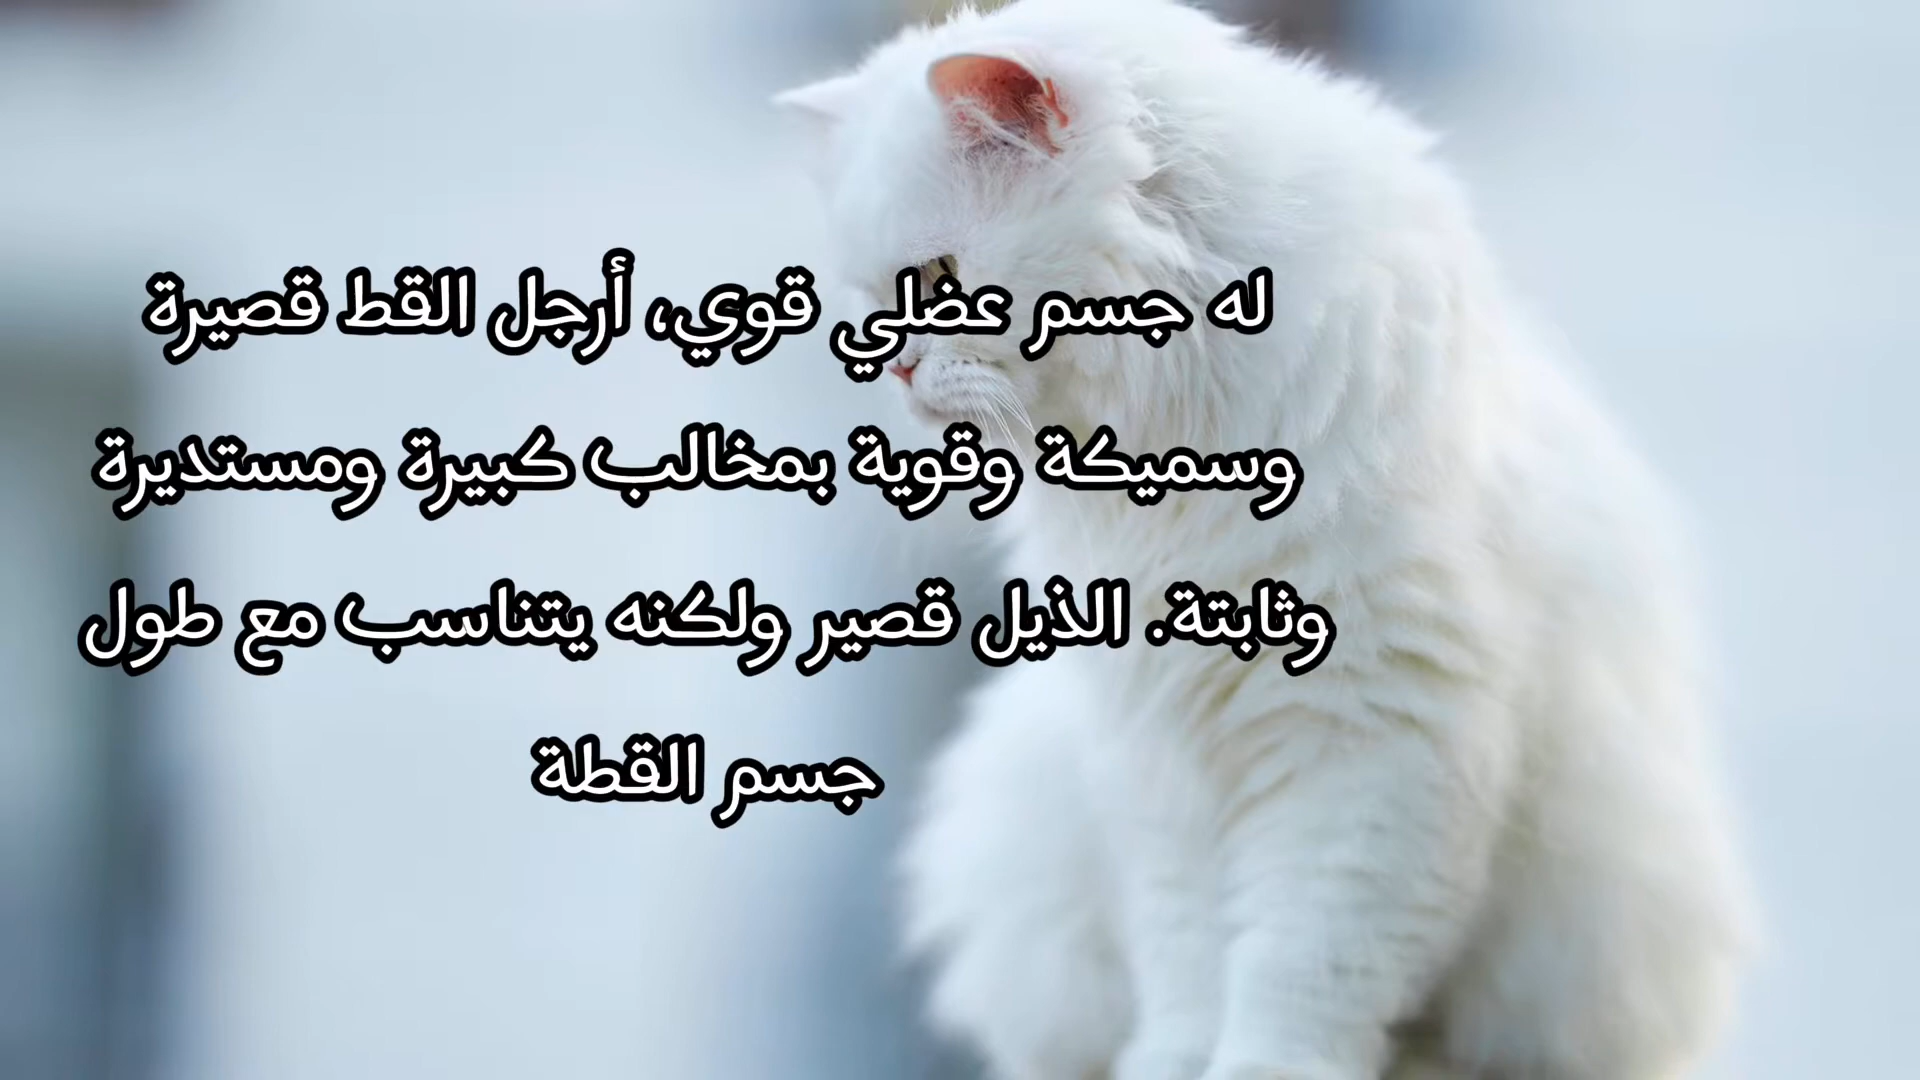 له جسم عضلي قوي، أرجل القط قصيرة
وسميكة وقوية بمخالب كبيرة ومستديرة
وثابتة. الذيل قصير ولكنه يتناسب مع طول
جسم القطة